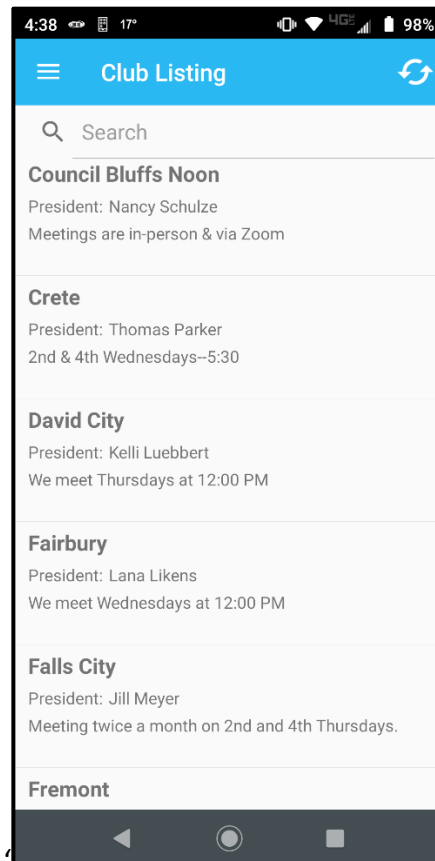 4:38 17° 4G 98%
Club Listing
Search
Council Bluffs Noon
President: Nancy Schulze
Meetings are in-person & via Zoom
Crete
President: Thomas Parker
2nd & 4th Wednesdays--5:30
David City
President: Kelli Luebbert
We meet Thursdays at 12:00 PM
Fairbury
President: Lana Likens
We meet Wednesdays at 12:00 PM
Falls City
President: Jill Meyer
Meeting twice a month on 2nd and 4th Thursdays.
Fremont